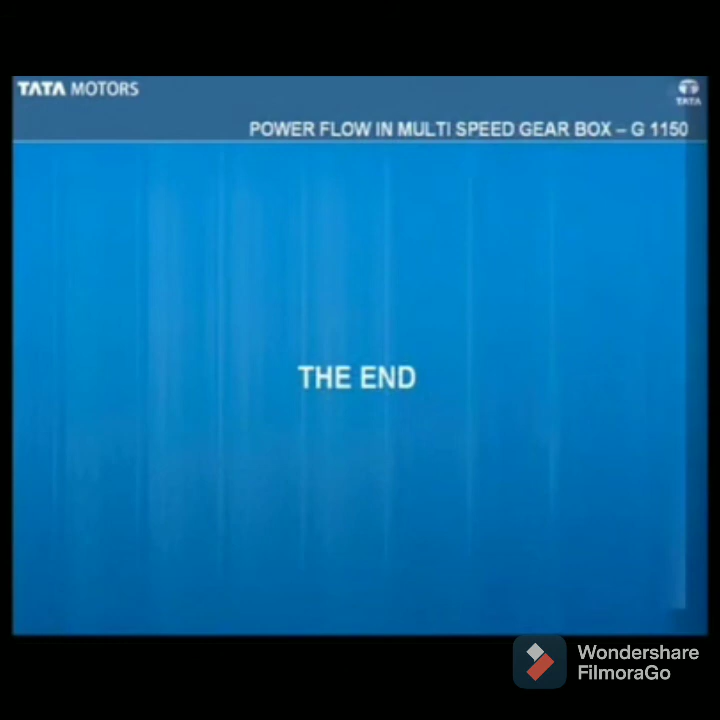 TATA MOTORS
TATA
POWER FLOW IN MULTI SPEED GEAR BOX – G 1150
THE END
Wondershare
FilmoraGo